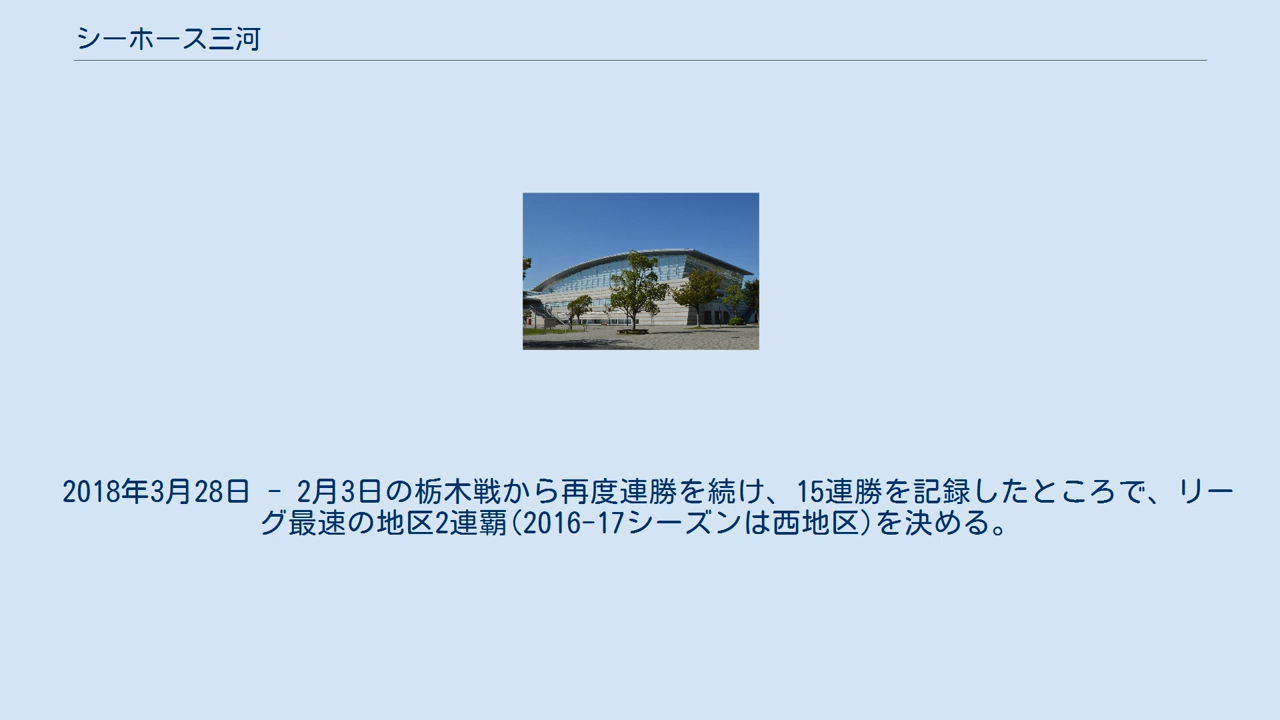 シーホース三河
2018年3月28日 - 2月3日の栃木戦から再度連勝を続け、15連勝を記録したところで、リー
グ最速の地区2連覇(2016-17シーズンは西地区)を決める。